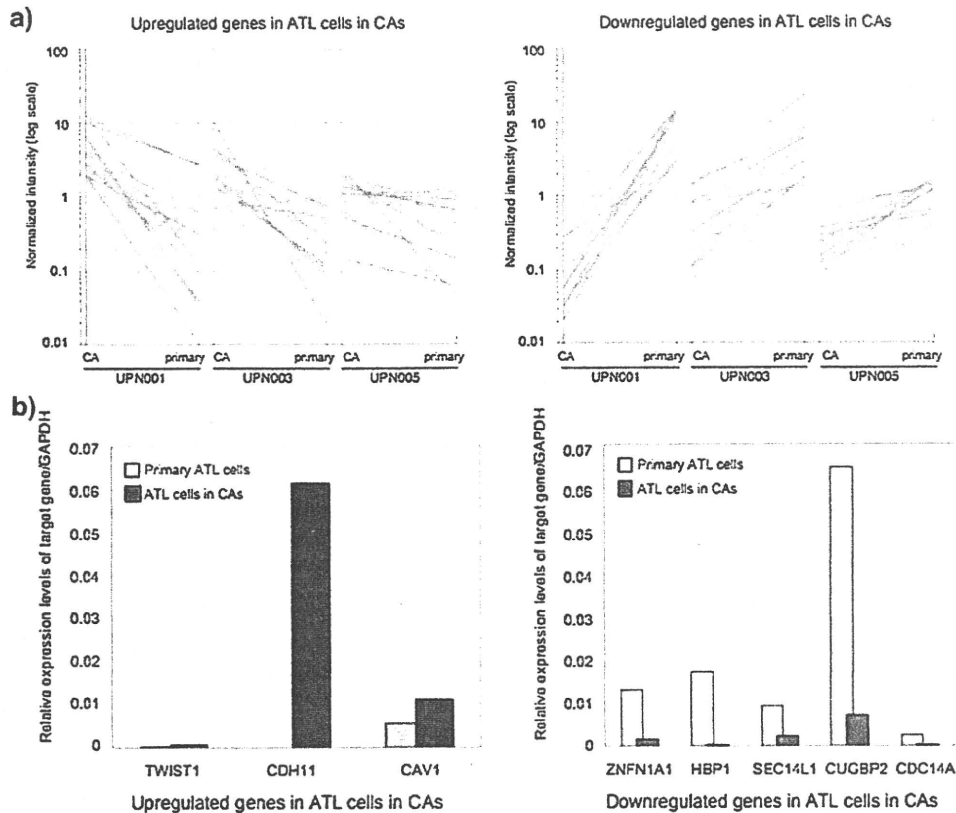 a)
Upregulated genes in ATL cells in CAs
Downregulated genes in ATL cells in CAs
Normalized intensity (log scale)
100
10
1
0.1
0.01
CA primary CA primary CA primary
UPN001 UPN003 UPN005
Normalized intensity (log scale)
100
10
1
0.1
0.01
CA primary CA primary CA primary
UPN001 UPN003 UPN005
b)
Relative expression levels of target gene/GAPDH
0.07
0.06
0.05
0.04
0.03
0.02
0.01
0
Primary ATL cells
ATL cells in CAs
TWIST1 CDH11 CAV1
Upregulated genes in ATL cells in CAs
Relative expression levels of target gene/GAPDH
0.07
0.06
0.05
0.04
0.03
0.02
0.01
0
Primary ATL cells
ATL cells in CAs
ZNFN1A1 HBP1 SEC14L1 CUGBP2 CDC14A
Downregulated genes in ATL cells in CAs